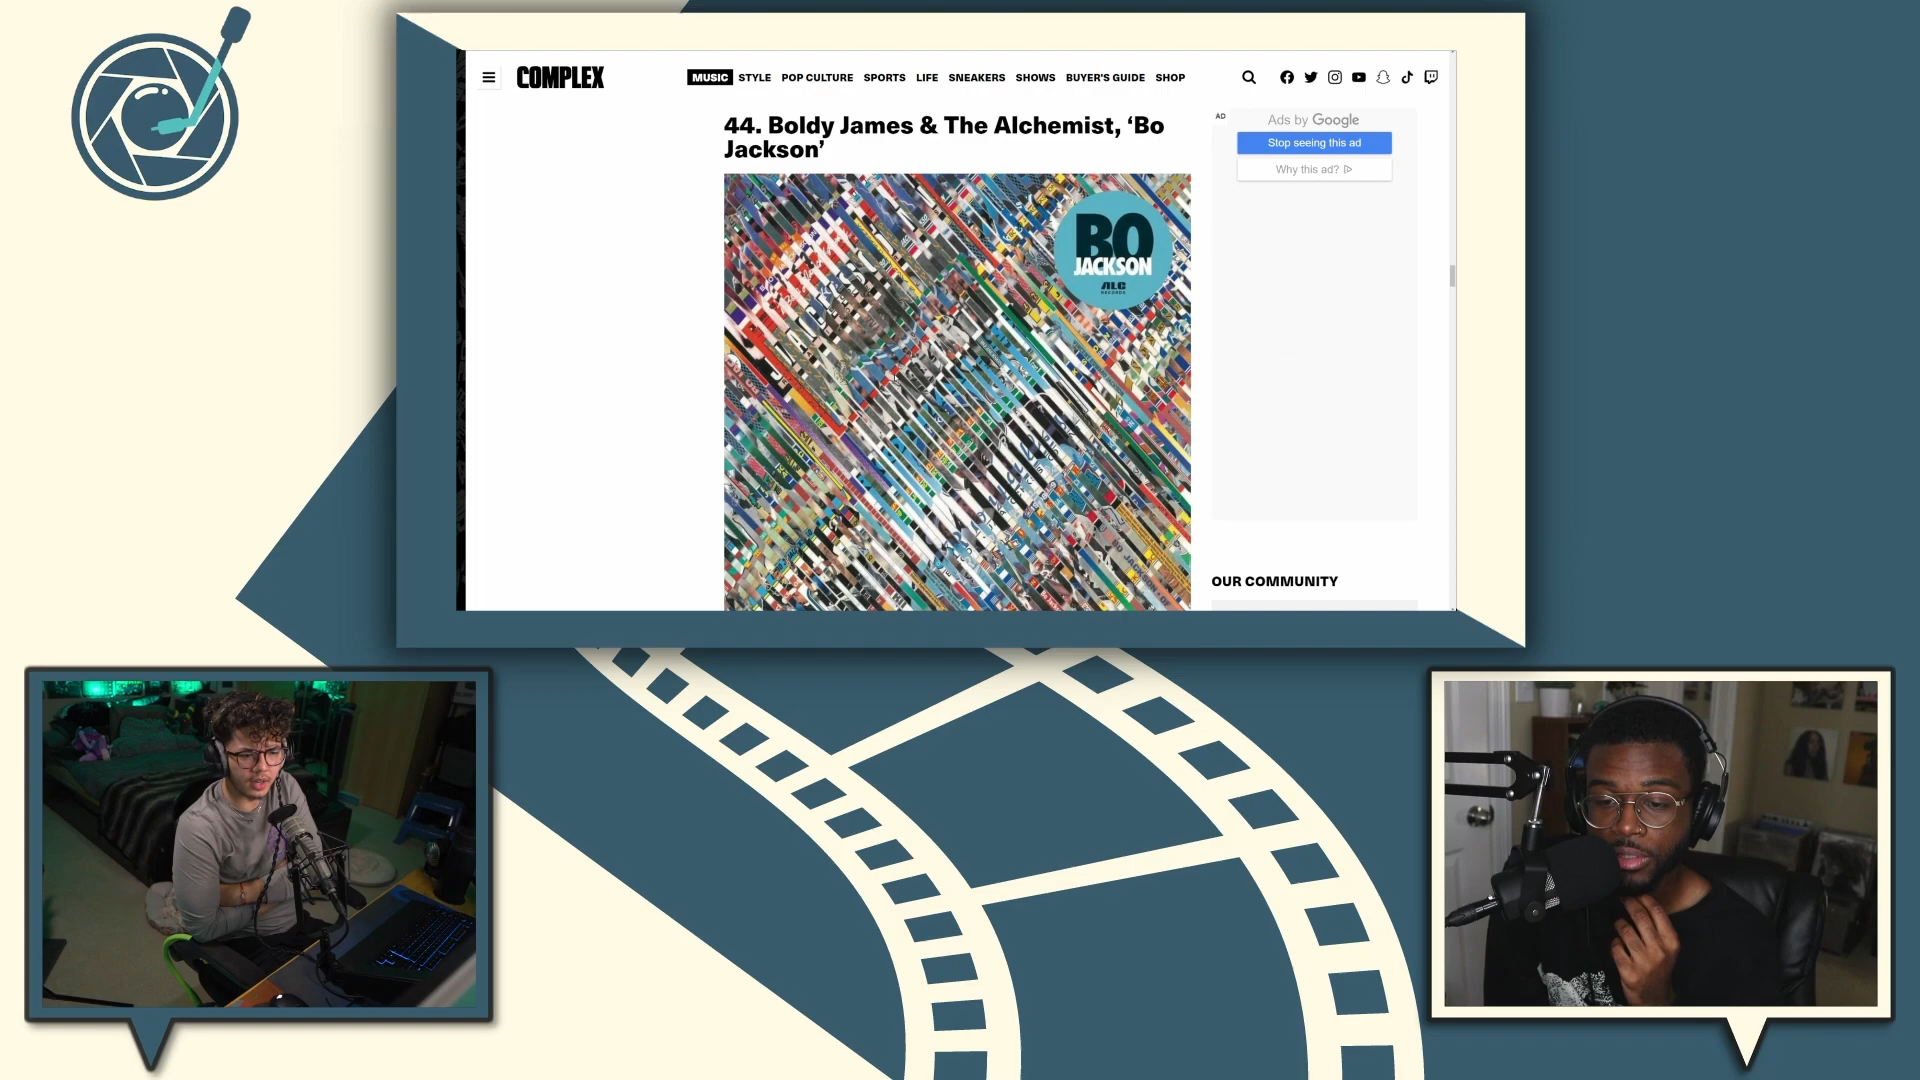 COMPLEX
MUSIC STYLE POP CULTURE SPORTS LIFE SNEAKERS SHOWS BUYER'S GUIDE SHOP
44. Boldy James & The Alchemist, ‘Bo
Jackson’
BO
JACKSON
ALC
RECORDS
AD
Ads by Google
Stop seeing this ad
Why this ad?
OUR COMMUNITY